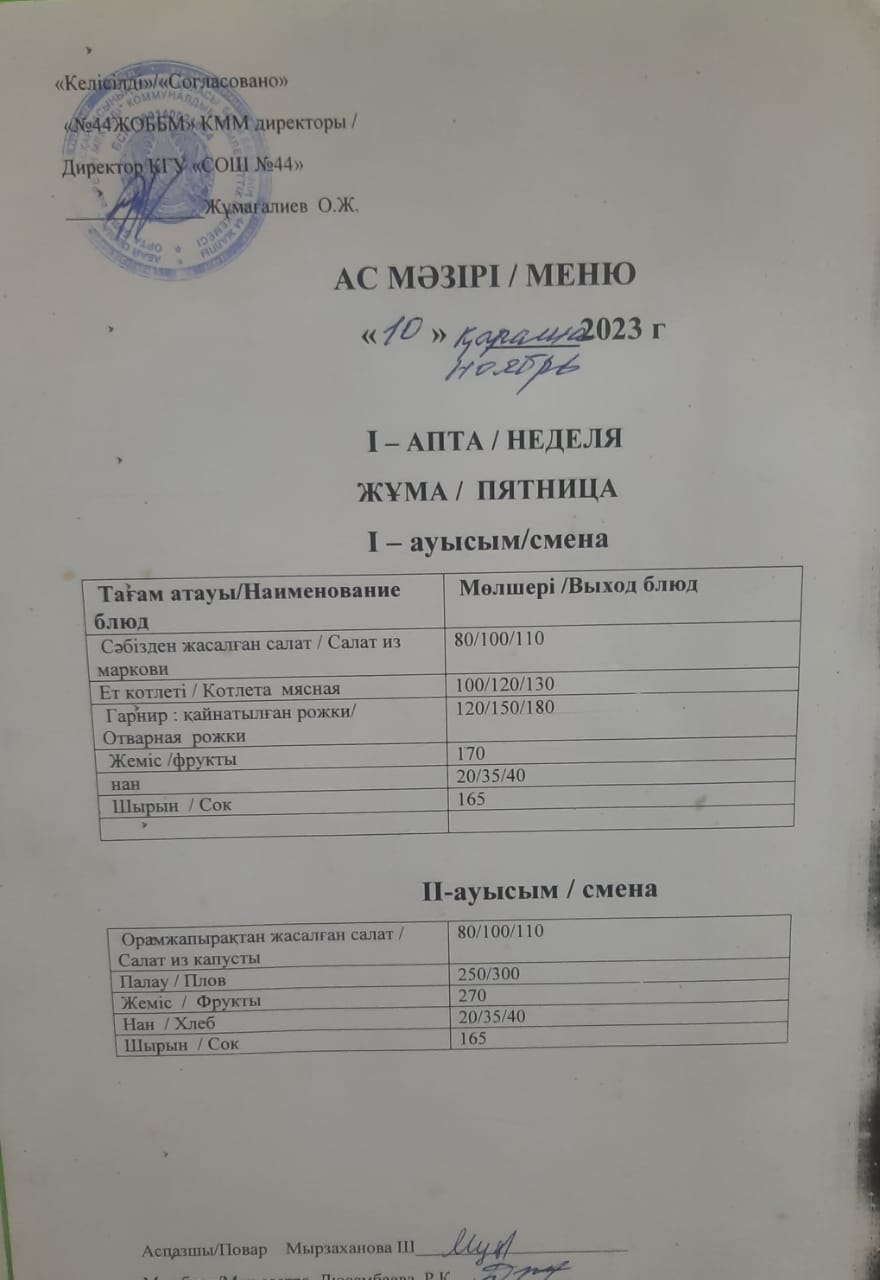 «Келісілді»/«Согласовано»
«№44ЖОББМ» КММ директоры /
Директор КГУ «СОШ №44»
Жұмағалиев О.Ж.
АС МӘЗІРІ / МЕНЮ
«10» қараша 2023 г
ноябрь
I – АПТА / НЕДЕЛЯ
ЖҰМА / ПЯТНИЦА
I – ауысым/смена
Тағам атауы/Наименование Мөлшері /Выход блюд
блюд
Сәбізден жасалған салат / Салат из 80/100/110
маркови
Ет котлеті / Котлета мясная 100/120/130
Гарнир : қайнатылған рожки/ 120/150/180
Отварная рожки
Жеміс /фрукты 170
нан 20/35/40
Шырын / Сок 165
II-ауысым / смена
Орамжапырақтан жасалған салат / 80/100/110
Салат из капусты
Палау / Плов 250/300
Жеміс / Фрукты 270
Нан / Хлеб 20/35/40
Шырын / Сок 165
Асңазшы/Повар Мырзаханова Ш
Р.К.